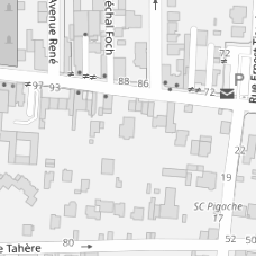 Avenue René
échal Foch
72
P
97-93
88
86
72
Rue Ernest T
22
19
SC Pigache
17
e Tahère
80
52
50